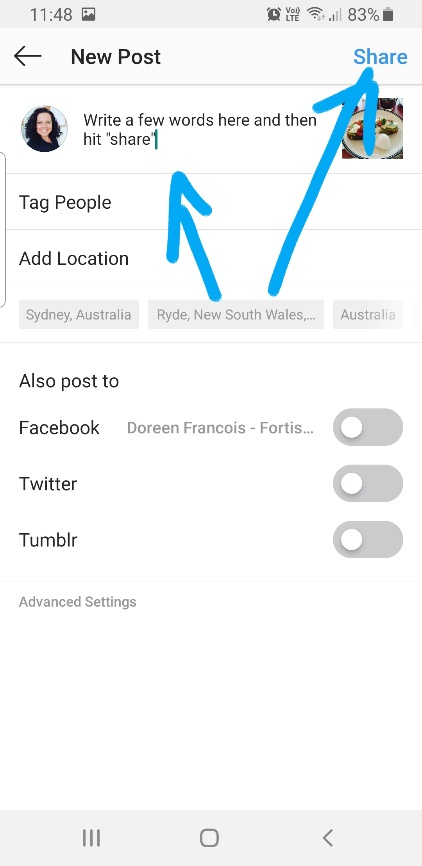 11:48 Vo)) LTE 83%
New Post Share
Write a few words here and then
hit "share"
Tag People
Add Location
Sydney, Australia Ryde, New South Wales,... Australia
Also post to
Facebook Doreen Francois - Fortis...
Twitter
Tumblr
Advanced Settings